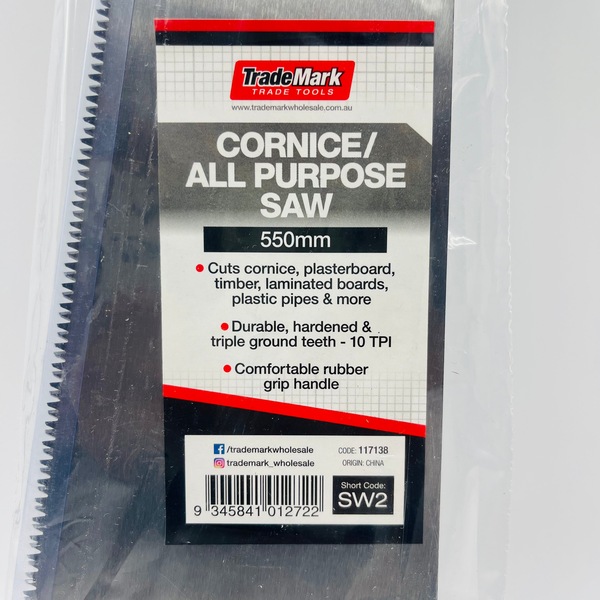 TradeMark
TRADE TOOLS
www.trademarkwholesale.com.au
CORNICE/
ALL PURPOSE
SAW
550mm
• Cuts cornice, plasterboard,
timber, laminated boards,
plastic pipes & more
• Durable, hardened &
triple ground teeth - 10 TPI
• Comfortable rubber
grip handle
/trademarkwholesale
trademark_wholesale
CODE: 117138
ORIGIN: CHINA
Short Code:
SW2
9 345841 012722